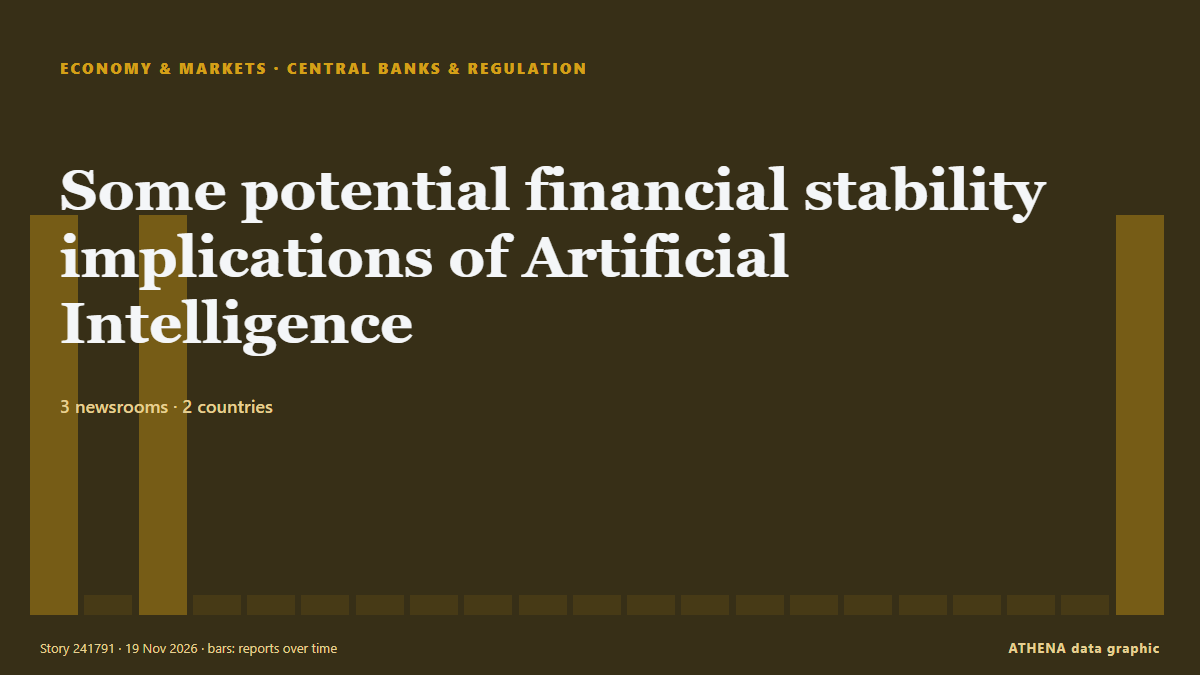 ECONOMY & MARKETS · CENTRAL BANKS & REGULATION
Some potential financial stability
implications of Artificial
Intelligence
3 newsrooms · 2 countries
Story 241791 · 19 Nov 2026 · bars: reports over time
ATHENA data graphic